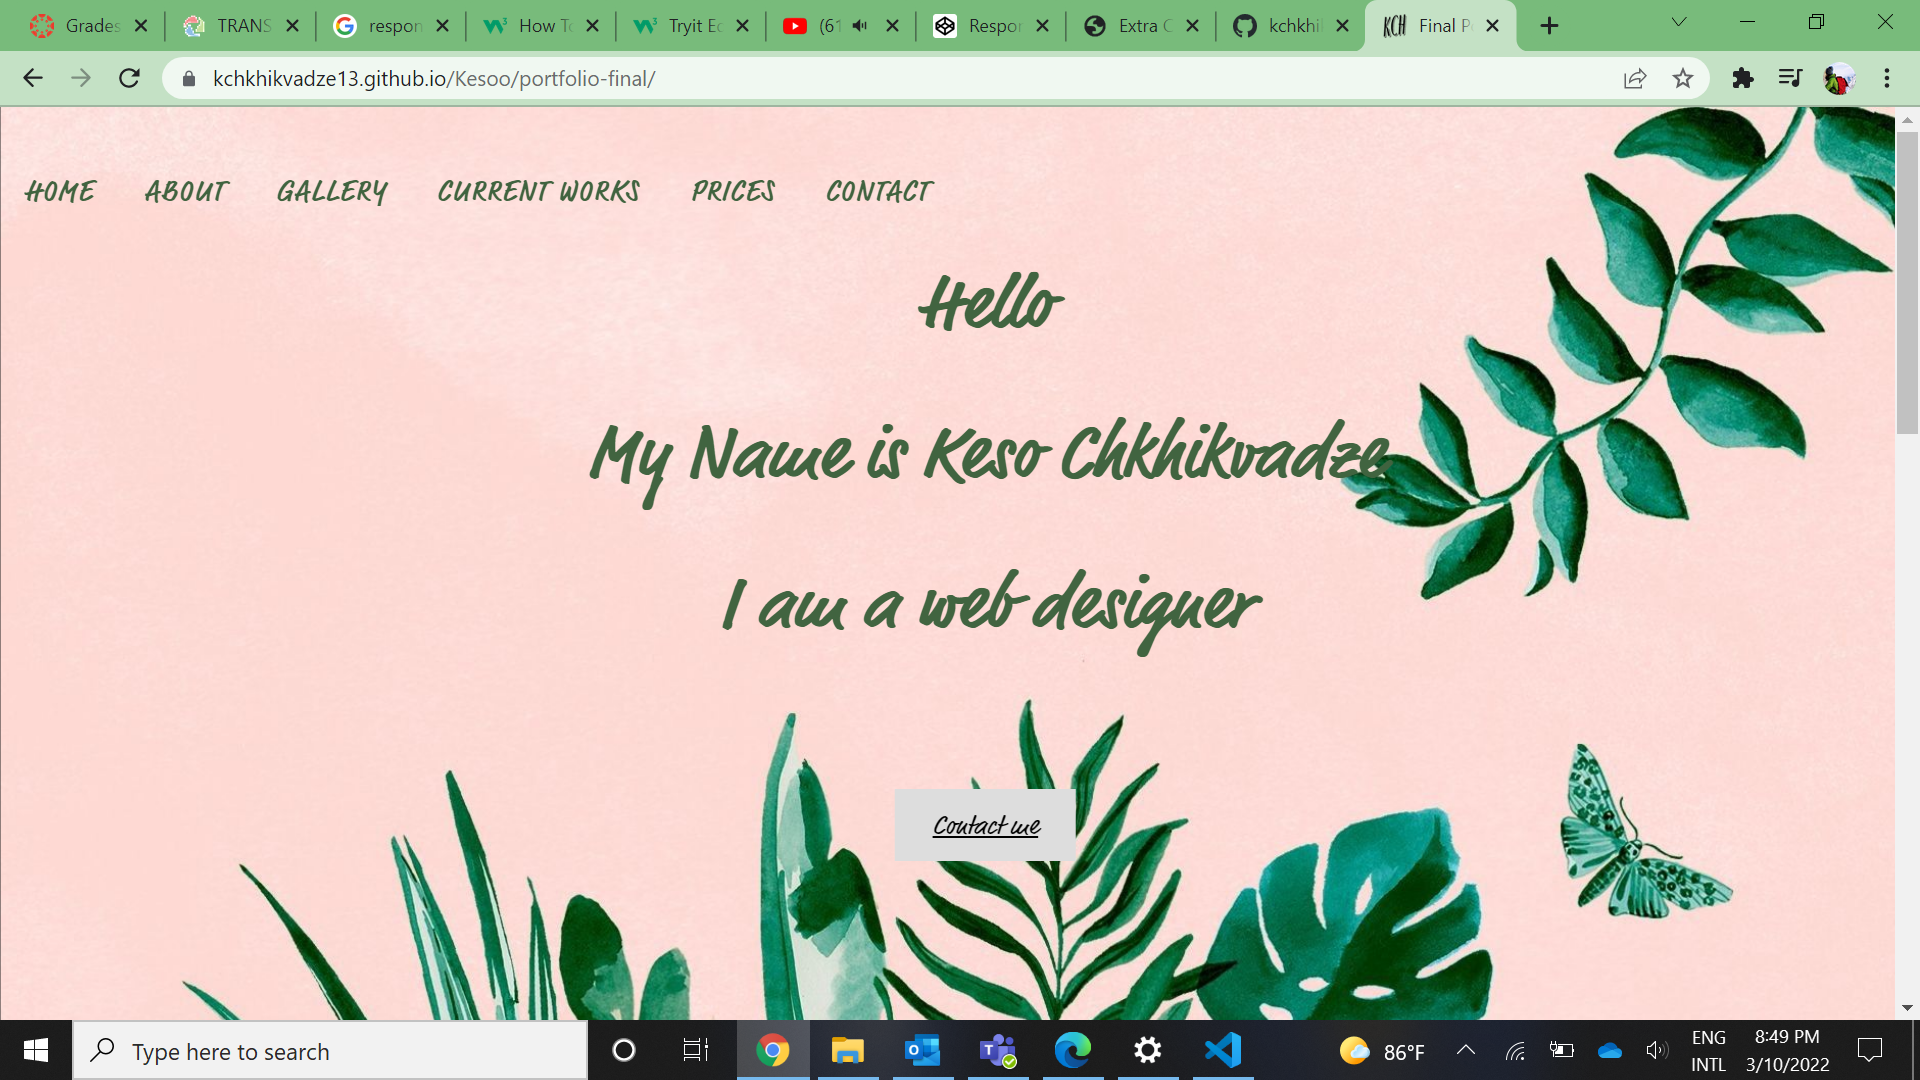 Grades
TRANS
respon
How To
Tryit Ed
(61
Respor
Extra C
kchkhi
KCH
Final P
kchkhikvadze13.github.io/Kesoo/portfolio-final/
HOME ABOUT GALLERY CURRENT WORKS PRICES CONTACT
Hello
My Name is Keso Chkhikvadze
I am a web designer
Contact me
Type here to search
86°F
ENG
INTL
8:49 PM
3/10/2022